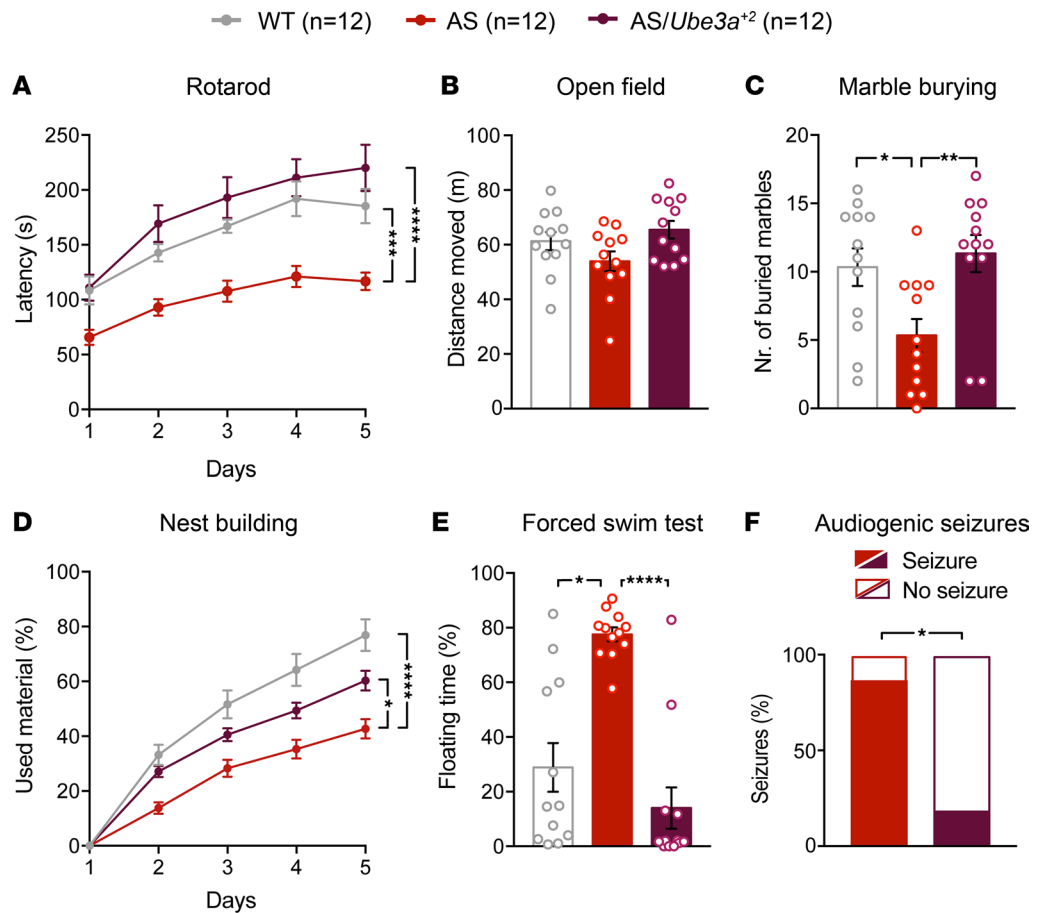 WT (n=12) AS (n=12) AS/Ube3a+2 (n=12)
A Rotarod
250
200
150
100
50
0
Latency (s)
1 2 3 4 5
Days
****
***
B Open field
100
80
60
40
20
0
Distance moved (m)
C Marble burying
20
15
10
5
0
Nr. of buried marbles
* **
D Nest building
100
80
60
40
20
0
Used material (%)
1 2 3 4 5
Days
****
*
E Forced swim test
100
80
60
40
20
0
Floating time (%)
* ****
F Audiogenic seizures
Seizure
No seizure
*
100
50
0
Seizures (%)